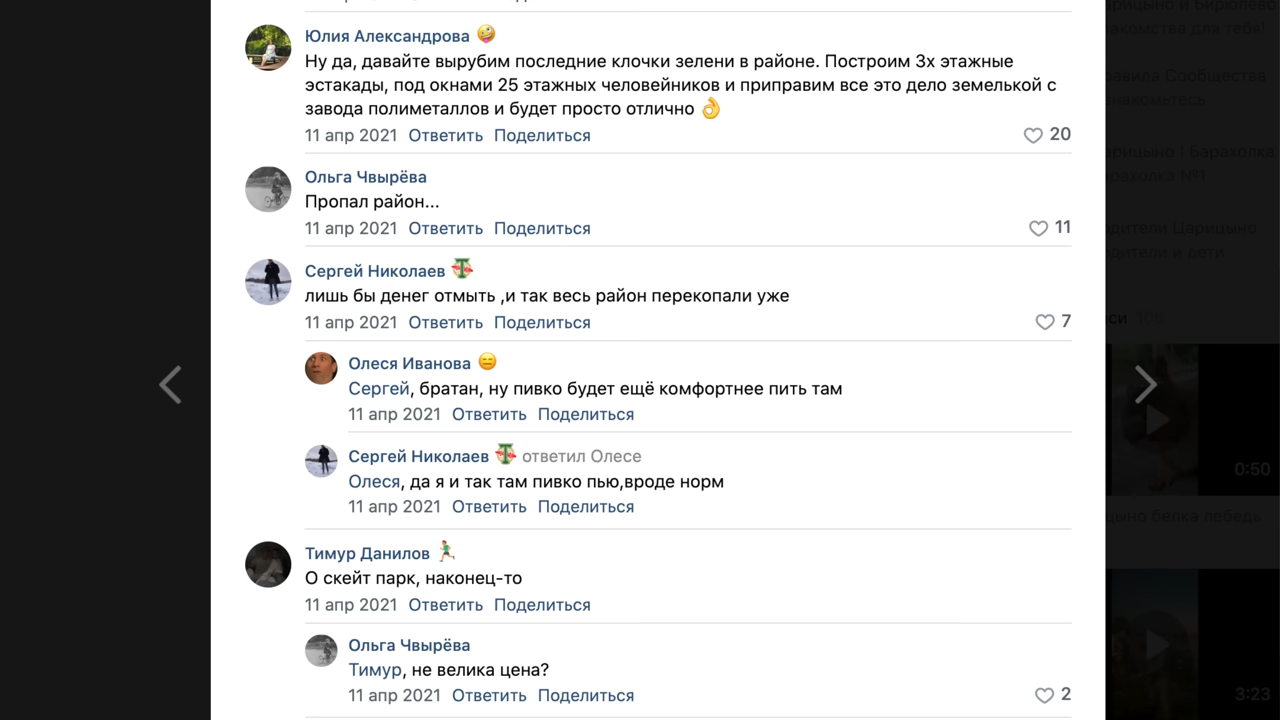 Юлия Александрова
Ну да, давайте вырубим последние клочки зелени в районе. Построим 3х этажные
эстакады, под окнами 25 этажных человейников и приправим все это дело земелькой с
завода полиметаллов и будет просто отлично 👌
11 апр 2021 Ответить Поделиться
20
Ольга Чвырёва
Пропал район...
11 апр 2021 Ответить Поделиться
11
Сергей Николаев
лишь бы денег отмыть ,и так весь район перекопали уже
11 апр 2021 Ответить Поделиться
7
Олеся Иванова
Сергей, братан, ну пивко будет ещё комфортнее пить там
11 апр 2021 Ответить Поделиться
Сергей Николаев ответил Олесе
Олеся, да я и так там пивко пью,вроде норм
11 апр 2021 Ответить Поделиться
Тимур Данилов
О скейт парк, наконец-то
11 апр 2021 Ответить Поделиться
Ольга Чвырёва
Тимур, не велика цена?
11 апр 2021 Ответить Поделиться
2
Сообщества
Царицыно
0:50
белка лебедь
3:23